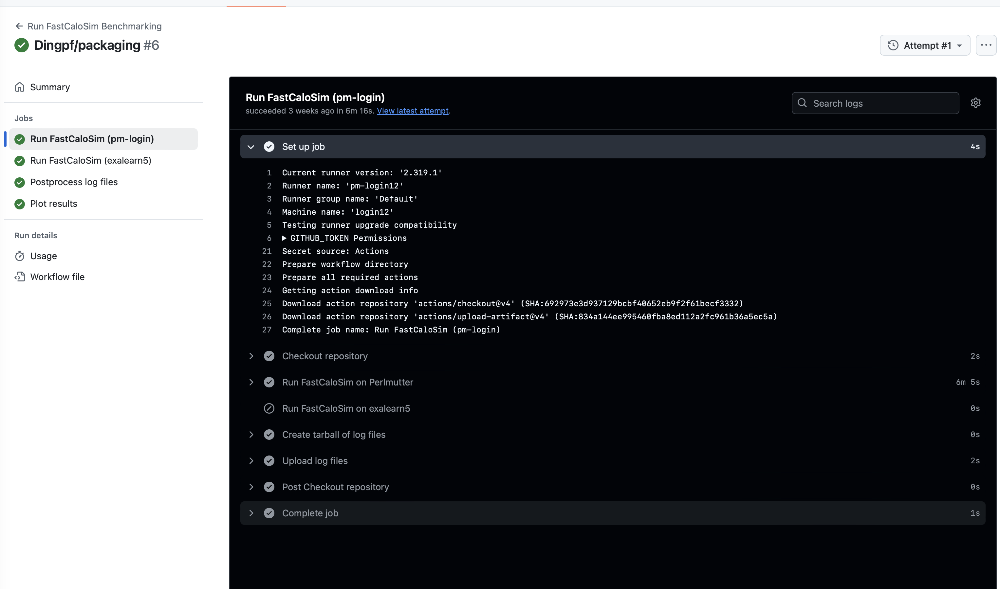 Run FastCaloSim Benchmarking
Dingpf/packaging #6
Attempt #1
Summary
Jobs
Run FastCaloSim (pm-login)
Run FastCaloSim (exalearn5)
Postprocess log files
Plot results
Run details
Usage
Workflow file
Run FastCaloSim (pm-login)
succeeded 3 weeks ago in 6m 16s. View latest attempt.
Search logs
Set up job 4s
1 Current runner version: '2.319.1'
2 Runner name: 'pm-login12'
3 Runner group name: 'Default'
4 Machine name: 'login12'
5 Testing runner upgrade compatibility
6 GITHUB_TOKEN Permissions
21 Secret source: Actions
22 Prepare workflow directory
23 Prepare all required actions
24 Getting action download info
25 Download action repository 'actions/checkout@v4' (SHA:692973e3d937129bcbf40652eb9f2f61becf3332)
26 Download action repository 'actions/upload-artifact@v4' (SHA:834a144ee995460fba8ed112a2fc961b36a5ec5a)
27 Complete job name: Run FastCaloSim (pm-login)
Checkout repository 2s
Run FastCaloSim on Perlmutter 6m 5s
Run FastCaloSim on exalearn5 0s
Create tarball of log files 0s
Upload log files 2s
Post Checkout repository 0s
Complete job 1s